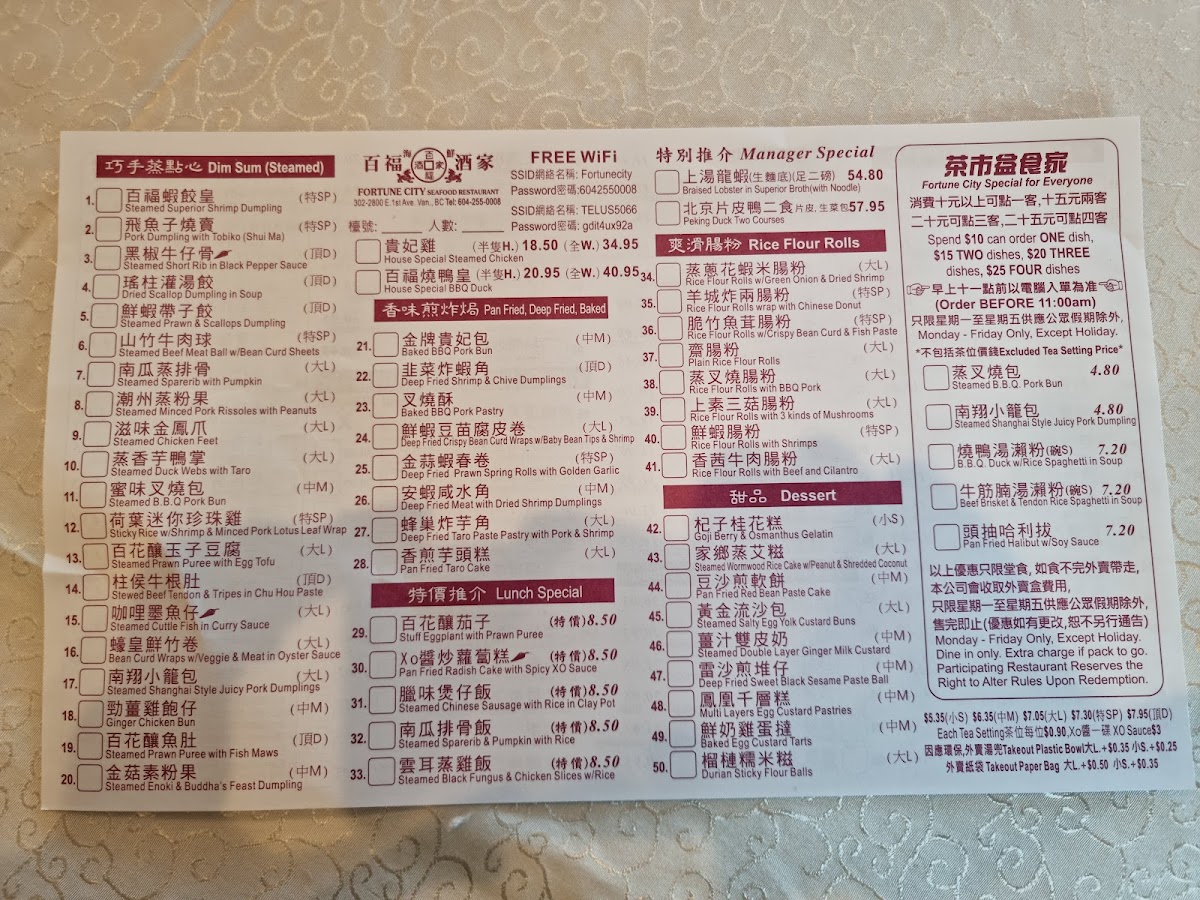 巧手蒸點心 Dim Sum (Steamed)
1. 百福蝦餃皇 (特SP)
Steamed Superior Shrimp Dumpling
2. 飛魚子燒賣 (特SP)
Pork Dumpling with Tobiko (Shui Ma)
3. 黑椒牛仔骨 (頂D)
Steamed Short Rib in Black Pepper Sauce
4. 瑤柱灌湯餃 (頂D)
Dried Scallop Dumpling in Soup
5. 鮮蝦帶子餃 (頂D)
Steamed Prawn & Scallops Dumpling
6. 山竹牛肉球 (特SP)
Steamed Beef Meat Ball w/Bean Curd Sheets
7. 南瓜蒸排骨 (大L)
Steamed Sparerib with Pumpkin
8. 潮州蒸粉果 (大L)
Steamed Minced Pork Rissoles with Peanuts
9. 滋味金鳳爪 (大L)
Steamed Chicken Feet
10. 蒸香芋鴨掌 (大L)
Steamed Duck Webs with Taro
11. 蜜味叉燒包 (中M)
Steamed B.B.Q Pork Bun
12. 荷葉迷你珍珠雞 (特SP)
Sticky Rice w/Shrimp & Minced Pork Lotus Leaf Wrap
13. 百花釀玉子豆腐 (大L)
Steamed Prawn Puree with Egg Tofu
14. 柱侯牛根肚 (頂D)
Stewed Beef Tendon & Tripes in Chu Hou Paste
15. 咖哩墨魚仔 (大L)
Steamed Cuttle Fish in Curry Sauce
16. 蠔皇鮮竹卷 (大L)
Bean Curd Wraps w/Veggie & Meat in Oyster Sauce
17. 南翔小籠包 (大L)
Steamed Shanghai Style Juicy Pork Dumplings
18. 勁薑雞飽仔 (中M)
Ginger Chicken Bun
19. 百花釀魚肚 (頂D)
Steamed Prawn Puree with Fish Maws
20. 金菇素粉果 (中M)
Steamed Enoki & Buddha's Feast Dumpling
百福海鮮酒家
FORTUNE CITY SEAFOOD RESTAURANT
302-2800 E.1st Ave. Van., BC Tel: 604-255-0008
FREE WiFi
SSID網絡名稱: Fortunecity
Password密碼:6042550008
SSID網絡名稱: TELUS5066
Password密碼: gdit4ux92a
檯號: 人數:
貴妃雞 (半隻H.) 18.50 (全W.) 34.95
House Special Steamed Chicken
百福燒鴨皇 (半隻H.) 20.95 (全W.) 40.95
House Special BBQ Duck
香味煎炸焗 Pan Fried, Deep Fried, Baked
21. 金牌貴妃包 (中M)
Baked BBQ Pork Bun
22. 韭菜炸蝦角 (頂D)
Deep Fried Shrimp & Chive Dumplings
23. 叉燒酥 (中M)
Baked BBQ Pork Pastry
24. 鮮蝦豆苗腐皮卷 (大L)
Deep Fried Crispy Bean Curd Wraps w/Baby Bean Tips & Shrimp
25. 金蒜蝦春卷 (特SP)
Deep Fried Prawn Spring Rolls with Golden Garlic
26. 安蝦咸水角 (中M)
Deep Fried Meat with Dried Shrimp Dumplings
27. 蜂巢炸芋角 (大L)
Deep Fried Taro Paste Pastry with Pork & Shrimp
28. 香煎芋頭糕 (大L)
Pan Fried Taro Cake
特價推介 Lunch Special
29. 百花釀茄子 (特價)8.50
Stuff Eggplant with Prawn Puree
30. Xo醬炒蘿蔔糕 (特價)8.50
Pan Fried Radish Cake with Spicy XO Sauce
31. 臘味煲仔飯 (特價)8.50
Steamed Chinese Sausage with Rice in Clay Pot
32. 南瓜排骨飯 (特價)8.50
Steamed Sparerib & Pumpkin with Rice
33. 雲耳蒸雞飯 (特價)8.50
Steamed Black Fungus & Chicken Slices w/Rice
特別推介 Manager Special
上湯龍蝦(生麵底)(足二磅) 54.80
Braised Lobster in Superior Broth(with Noodle)
北京片皮鴨二食片皮, 生菜包57.95
Peking Duck Two Courses
爽滑腸粉 Rice Flour Rolls
34. 蒸蔥花蝦米腸粉 (大L)
Rice Flour Rolls w/Green Onion & Dried Shrimp
35. 羊城炸兩腸粉 (特SP)
Rice Flour Rolls wrap with Chinese Donut
36. 脆竹魚茸腸粉 (特SP)
Rice Flour Rolls w/Crispy Bean Curd & Fish Paste
37. 齋腸粉 (大L)
Plain Rice Flour Rolls
38. 蒸叉燒腸粉 (大L)
Rice Flour Rolls with BBQ Pork
39. 上素三菇腸粉 (大L)
Rice Flour Rolls with 3 kinds of Mushrooms
40. 鮮蝦腸粉 (特SP)
Rice Flour Rolls with Shrimps
41. 香茜牛肉腸粉 (大L)
Rice Flour Rolls with Beef and Cilantro
甜品 Dessert
42. 杞子桂花糕 (小S)
Goji Berry & Osmanthus Gelatin
43. 家鄉蒸艾糍 (大L)
Steamed Wormwood Rice Cake w/Peanut & Shredded Coconut
44. 豆沙煎軟餅 (中M)
Pan Fried Red Bean Paste Cake
45. 黃金流沙包 (大L)
Steamed Salty Egg Yolk Custard Buns
46. 薑汁雙皮奶 (中M)
Steamed Double Layer Ginger Milk Custard
47. 雷沙煎堆仔 (中M)
Deep Fried Sweet Black Sesame Paste Ball
48. 鳳凰千層糕 (中M)
Multi Layers Egg Custard Pastries
49. 鮮奶雞蛋撻 (中M)
Baked Egg Custard Tarts
50. 榴槤糯米糍 (大L)
Durian Sticky Flour Balls
茶市益食家
Fortune City Special for Everyone
消費十元以上可點一客,十五元兩客
二十元可點三客,二十五元可點四客
Spend $10 can order ONE dish,
$15 TWO dishes, $20 THREE
dishes, $25 FOUR dishes
早上十一點前以電腦入單為准
(Order BEFORE 11:00am)
只限星期一至星期五供應公眾假期除外,
Monday - Friday Only, Except Holiday.
*不包括茶位價錢Excluded Tea Setting Price*
蒸叉燒包 4.80
Steamed B.B.Q. Pork Bun
南翔小籠包 4.80
Steamed Shanghai Style Juicy Pork Dumpling
燒鴨湯瀨粉(碗S) 7.20
B.B.Q. Duck w/Rice Spaghetti in Soup
牛筋腩湯瀨粉(碗S) 7.20
Beef Brisket & Tendon Rice Spaghetti in Soup
頭抽哈利拔 7.20
Pan Fried Halibut w/Soy Sauce
以上優惠只限堂食, 如食不完外賣帶走,
本公司會收取外賣盒費用,
只限星期一至星期五供應公眾假期除外,
售完即止(優惠如有更改,恕不另行通告)
Monday - Friday Only, Except Holiday.
Dine in only. Extra charge if pack to go.
Participating Restaurant Reserves the
Right to Alter Rules Upon Redemption.
$5.35(小S) $6.35(中M) $7.05(大L) $7.30(特SP) $7.95(頂D)
Each Tea Setting茶位每位$0.90,Xo醬一碟 XO Sauce$3
因應環保,外賣湯兜Takeout Plastic Bowl大L.+$0.35 小S.+$0.25
外賣紙袋 Takeout Paper Bag 大L.+$0.50 小S.+$0.35